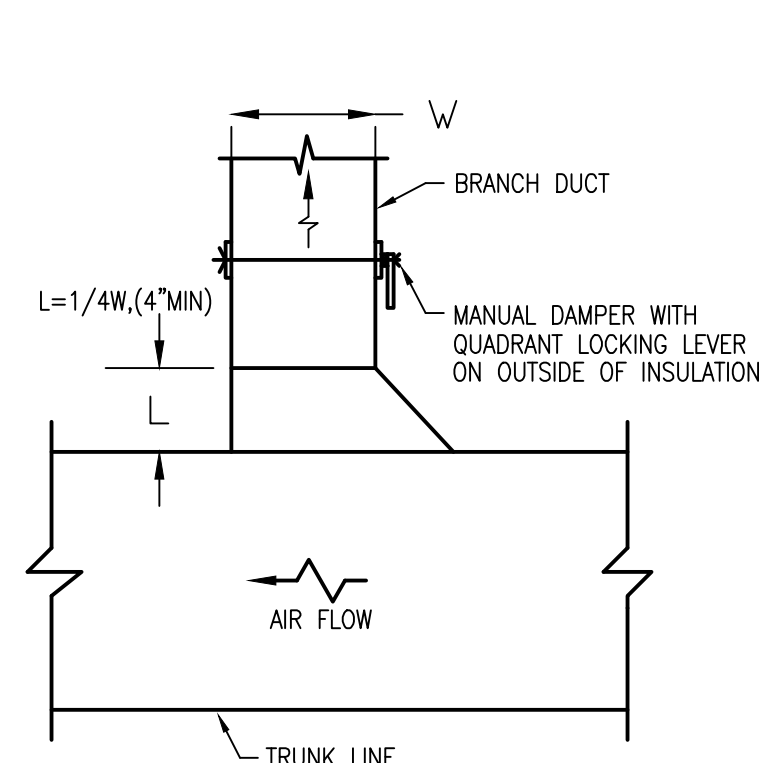 W
BRANCH DUCT
L=1/4W,(4"MIN)
MANUAL DAMPER WITH
QUADRANT LOCKING LEVER
ON OUTSIDE OF INSULATION
L
AIR FLOW
TRUNK LINE